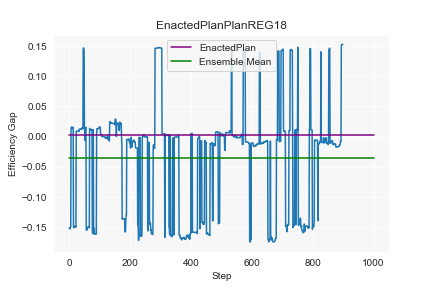 EnactedPlanPlanREG18
EnactedPlan
Ensemble Mean
Efficiency Gap
0.15
0.10
0.05
0.00
−0.05
−0.10
−0.15
0 200 400 600 800 1000
Step